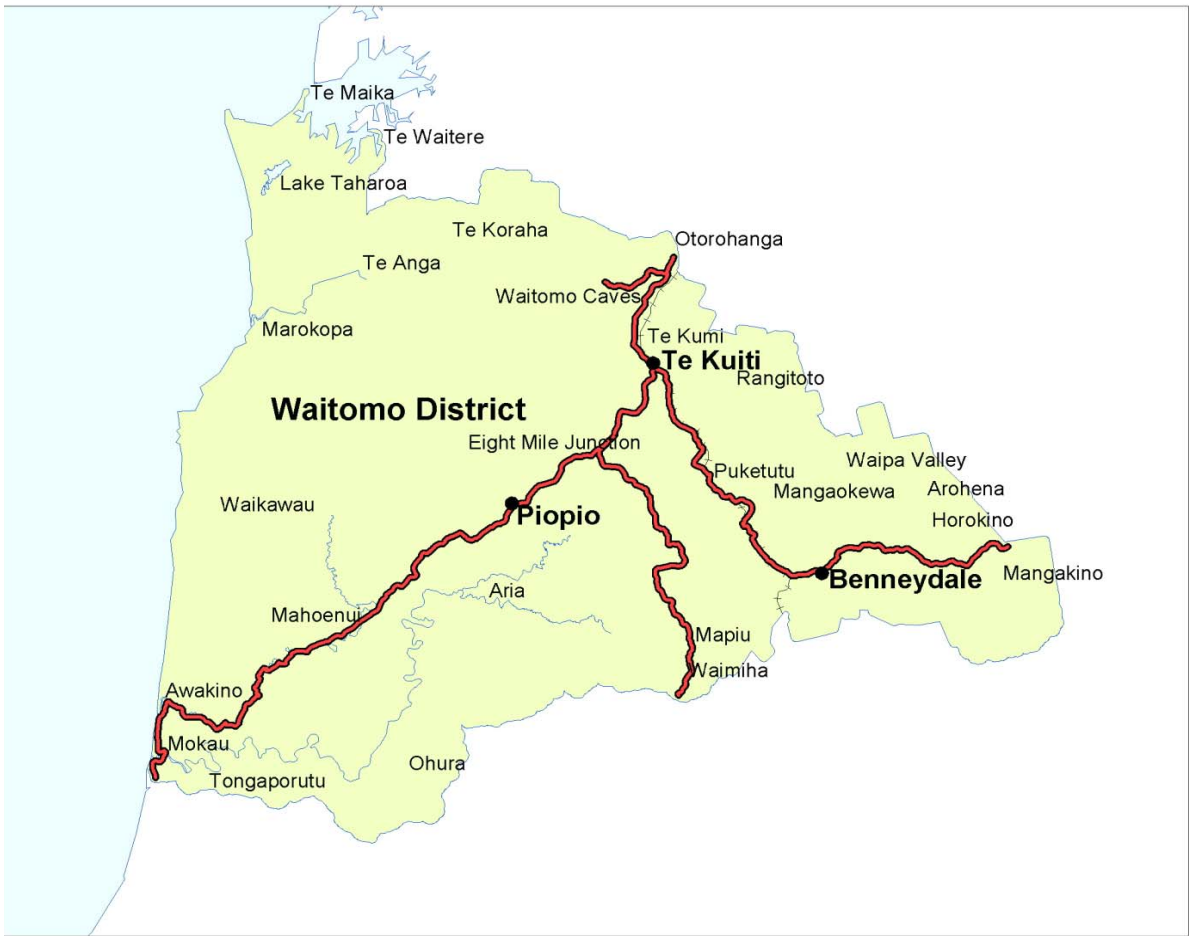 Te Maika
Te Waitere
Lake Taharoa
Te Koraha
Otorohanga
Te Anga
Waitomo Caves
Marokopa
Te Kumi
Te Kuiti
Rangitoto
Waitomo District
Eight Mile Junction
Waipa Valley
Puketutu
Mangaokewa
Arohena
Waikawau
Piopio
Horokino
Mangakino
Benneydale
Aria
Mahoenui
Mapiu
Waimiha
Awakino
Mokau
Ohura
Tongaporutu